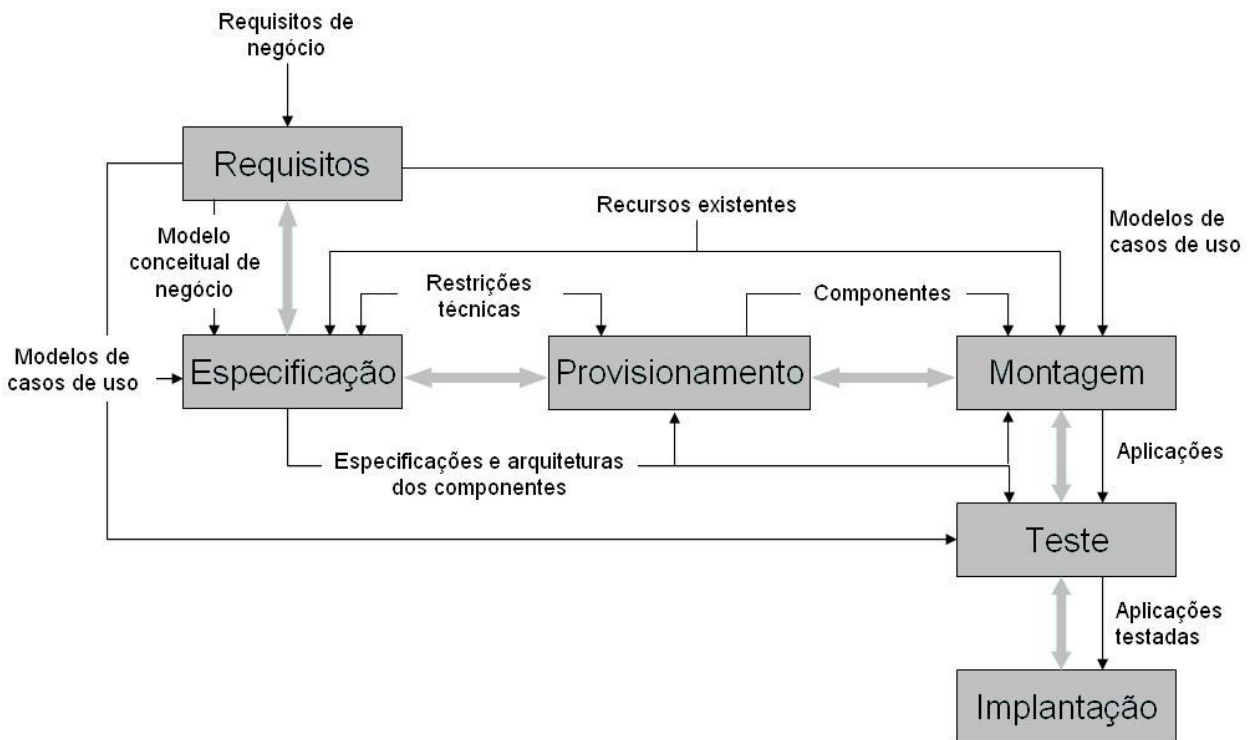 Requisitos de
negócio
Requisitos
Recursos existentes
Modelos de
casos de uso
Modelo
conceitual de
negócio
Restrições
técnicas
Componentes
Modelos de
casos de uso
Especificação
Provisionamento
Montagem
Especificações e arquiteturas
dos componentes
Aplicações
Teste
Aplicações
testadas
Implantação